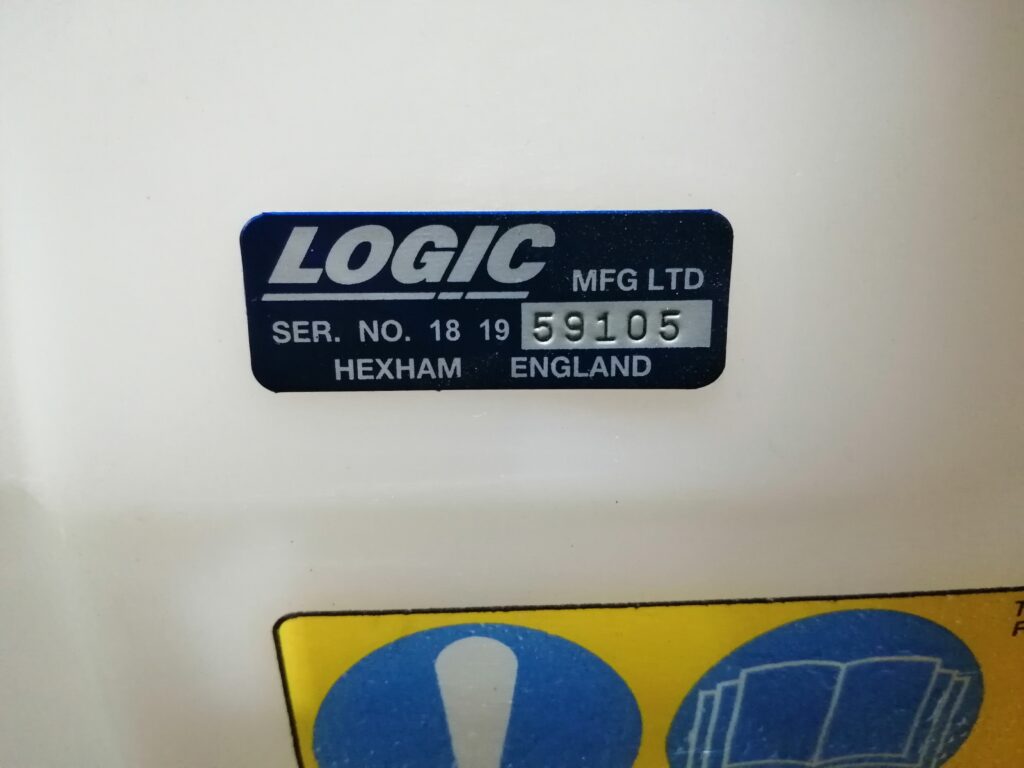 LOGIC MFG LTD
SER. NO. 18 19 59105
HEXHAM ENGLAND